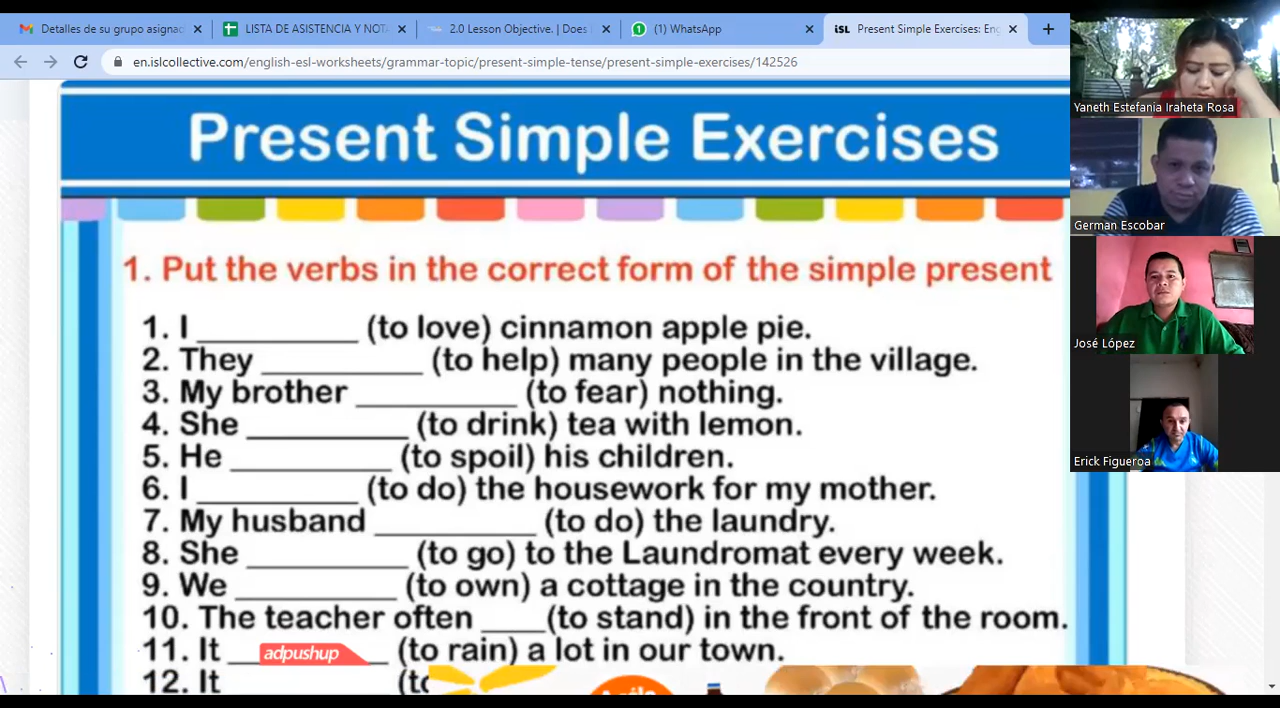 Detalles de su grupo asignad
LISTA DE ASISTENCIA Y NOT
2.0 Lesson Objective. | Does
(1) WhatsApp
iSL Present Simple Exercises: Eng
en.islcollective.com/english-esl-worksheets/grammar-topic/present-simple-tense/present-simple-exercises/142526
Present Simple Exercises
1. Put the verbs in the correct form of the simple present
1. I __________ (to love) cinnamon apple pie.
2. They __________ (to help) many people in the village.
3. My brother __________ (to fear) nothing.
4. She __________ (to drink) tea with lemon.
5. He __________ (to spoil) his children.
6. I __________ (to do) the housework for my mother.
7. My husband __________ (to do) the laundry.
8. She __________ (to go) to the Laundromat every week.
9. We __________ (to own) a cottage in the country.
10. The teacher often ____ (to stand) in the front of the room.
11. It __________ (to rain) a lot in our town.
adpushup
12. It (to
Yaneth Estefania Iraheta Rosa
German Escobar
José López
Erick Figueroa